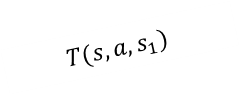 T(s, a, s₁)